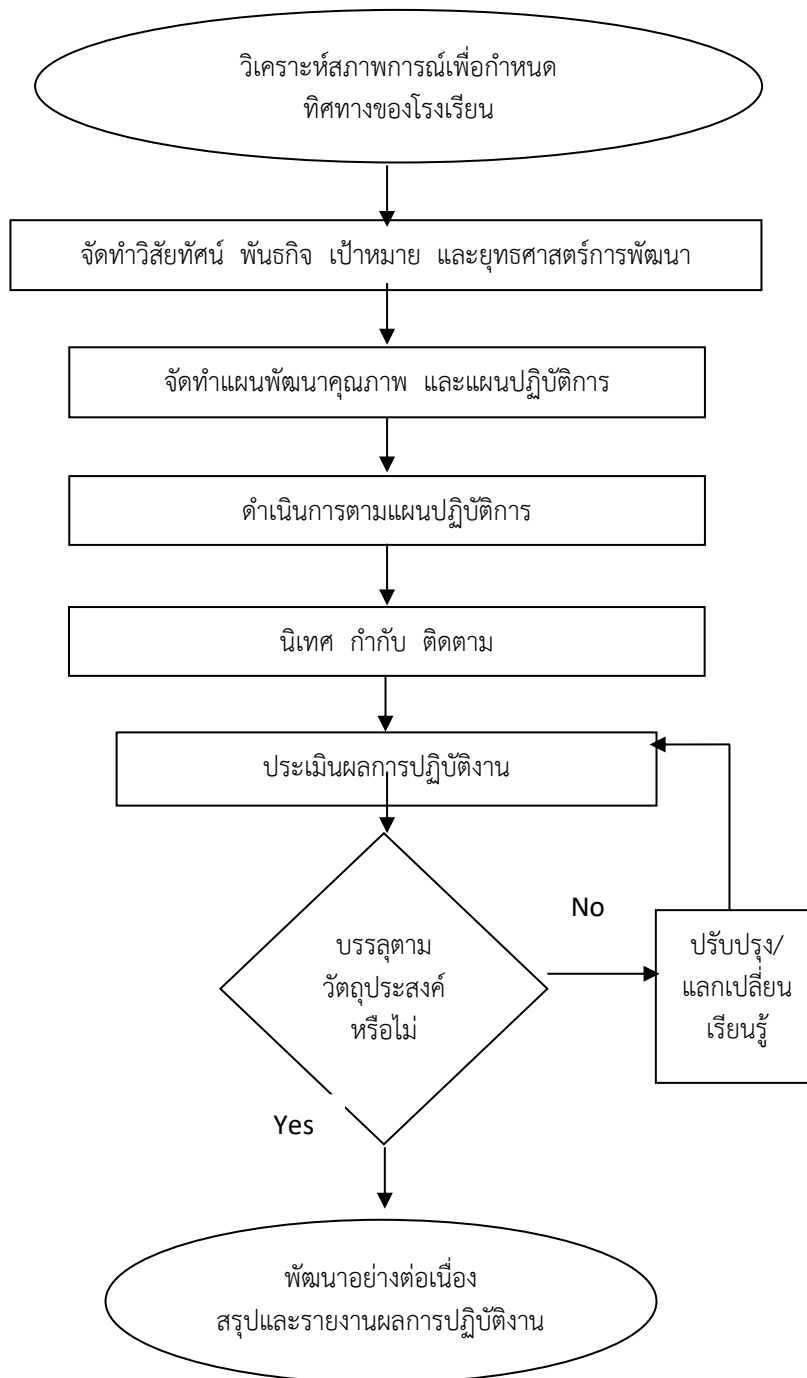 วิเคราะห์สภาพการณ์เพื่อกำหนด
ทิศทางของโรงเรียน
จัดทำวิสัยทัศน์ พันธกิจ เป้าหมาย และยุทธศาสตร์การพัฒนา
จัดทำแผนพัฒนาคุณภาพ และแผนปฏิบัติการ
ดำเนินการตามแผนปฏิบัติการ
นิเทศ กำกับ ติดตาม
ประเมินผลการปฏิบัติงาน
บรรลุตาม
วัตถุประสงค์
หรือไม่
No
ปรับปรุง/
แลกเปลี่ยน
เรียนรู้
Yes
พัฒนาอย่างต่อเนื่อง
สรุปและรายงานผลการปฏิบัติงาน